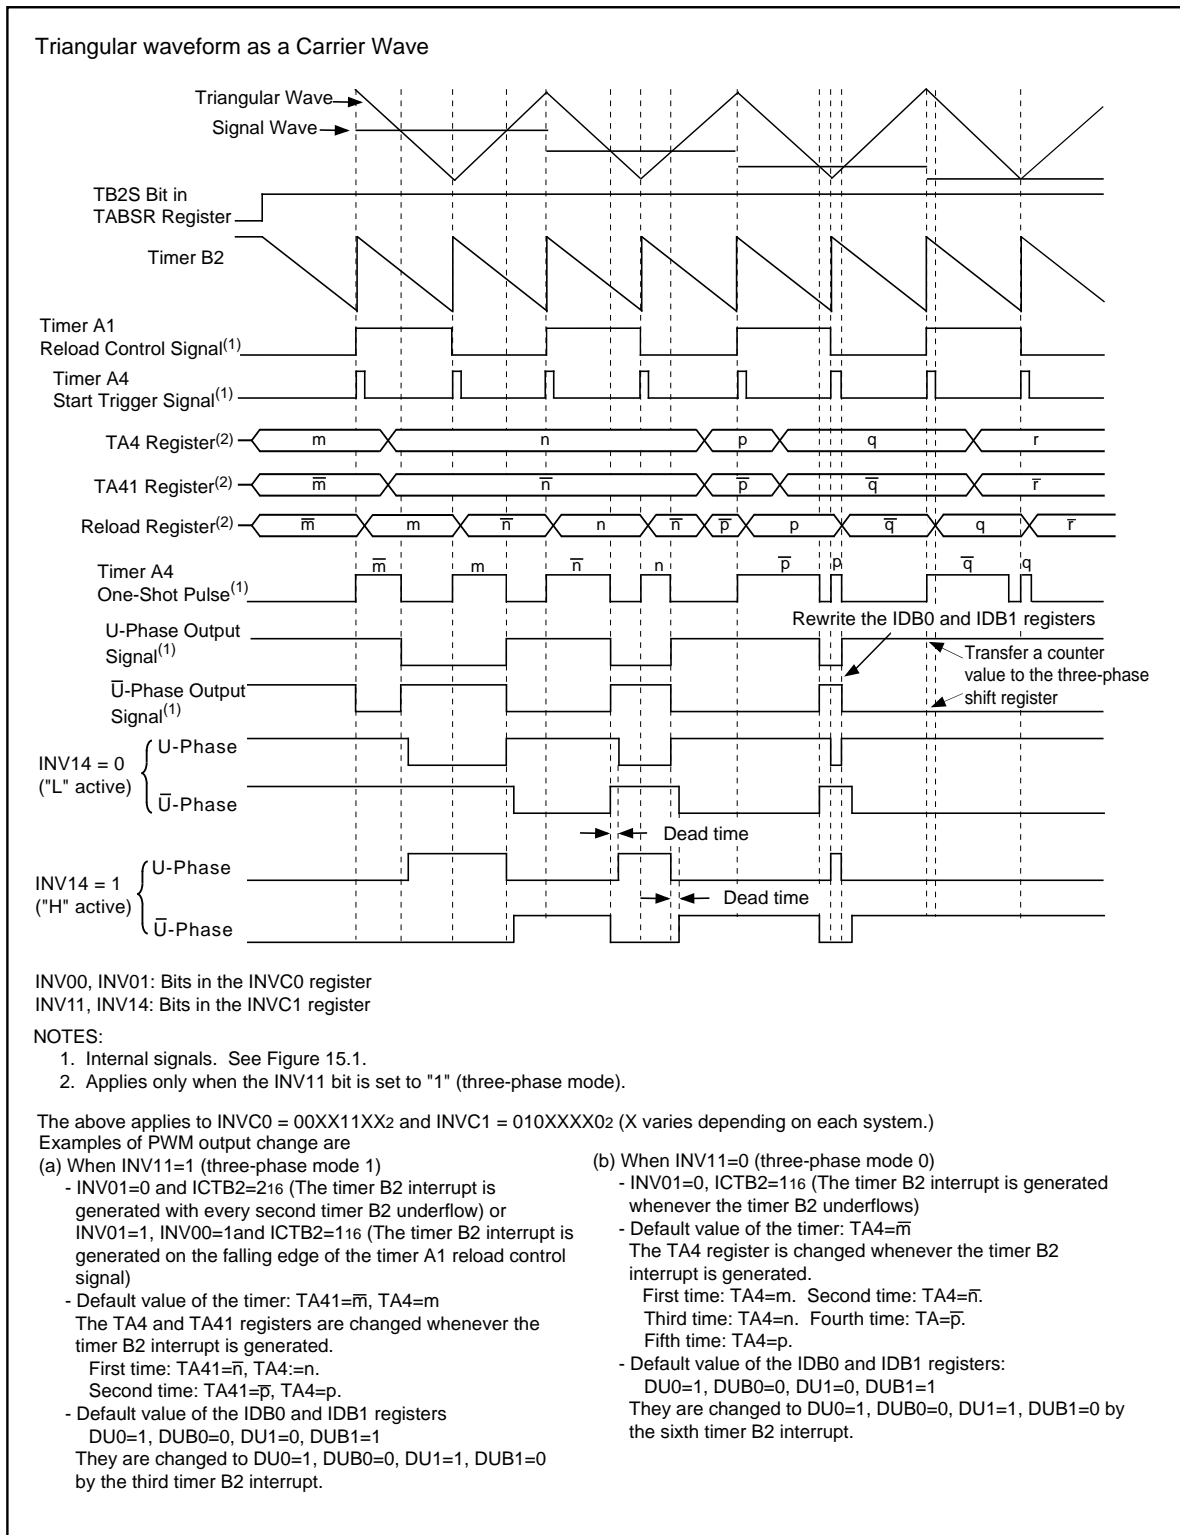 Triangular waveform as a Carrier Wave
Triangular Wave
Signal Wave
TB2S Bit in
TABSR Register
Timer B2
Timer A1
Reload Control Signal(1)
Timer A4
Start Trigger Signal(1)
TA4 Register(2) m n p q r
TA41 Register(2) m̅ n̅ p̅ q̅ r̅
Reload Register(2) m̅ m n̅ n n̅ p̅ p q̅ q r̅
m̅ m n̅ n p̅ p q̅ q
Timer A4
One-Shot Pulse(1)
Rewrite the IDB0 and IDB1 registers
U-Phase Output
Signal(1)
Transfer a counter
value to the three-phase
shift register
U̅-Phase Output
Signal(1)
INV14 = 0
("L" active)
U-Phase
U̅-Phase
Dead time
INV14 = 1
("H" active)
U-Phase
Dead time
U̅-Phase
INV00, INV01: Bits in the INVC0 register
INV11, INV14: Bits in the INVC1 register
NOTES:
1. Internal signals. See Figure 15.1.
2. Applies only when the INV11 bit is set to "1" (three-phase mode).
The above applies to INVC0 = 00XX11XX2 and INVC1 = 010XXXX02 (X varies depending on each system.)
Examples of PWM output change are
(a) When INV11=1 (three-phase mode 1)
- INV01=0 and ICTB2=216 (The timer B2 interrupt is
generated with every second timer B2 underflow) or
INV01=1, INV00=1and ICTB2=116 (The timer B2 interrupt is
generated on the falling edge of the timer A1 reload control
signal)
- Default value of the timer: TA41=m̅, TA4=m
The TA4 and TA41 registers are changed whenever the
timer B2 interrupt is generated.
First time: TA41=n̅, TA4:=n.
Second time: TA41=p̅, TA4=p.
- Default value of the IDB0 and IDB1 registers
DU0=1, DUB0=0, DU1=0, DUB1=1
They are changed to DU0=1, DUB0=0, DU1=1, DUB1=0
by the third timer B2 interrupt.
(b) When INV11=0 (three-phase mode 0)
- INV01=0, ICTB2=116 (The timer B2 interrupt is generated
whenever the timer B2 underflows)
- Default value of the timer: TA4=m̅
The TA4 register is changed whenever the timer B2
interrupt is generated.
First time: TA4=m. Second time: TA4=n̅.
Third time: TA4=n. Fourth time: TA=p̅.
Fifth time: TA4=p.
- Default value of the IDB0 and IDB1 registers:
DU0=1, DUB0=0, DU1=0, DUB1=1
They are changed to DU0=1, DUB0=0, DU1=1, DUB1=0 by
the sixth timer B2 interrupt.